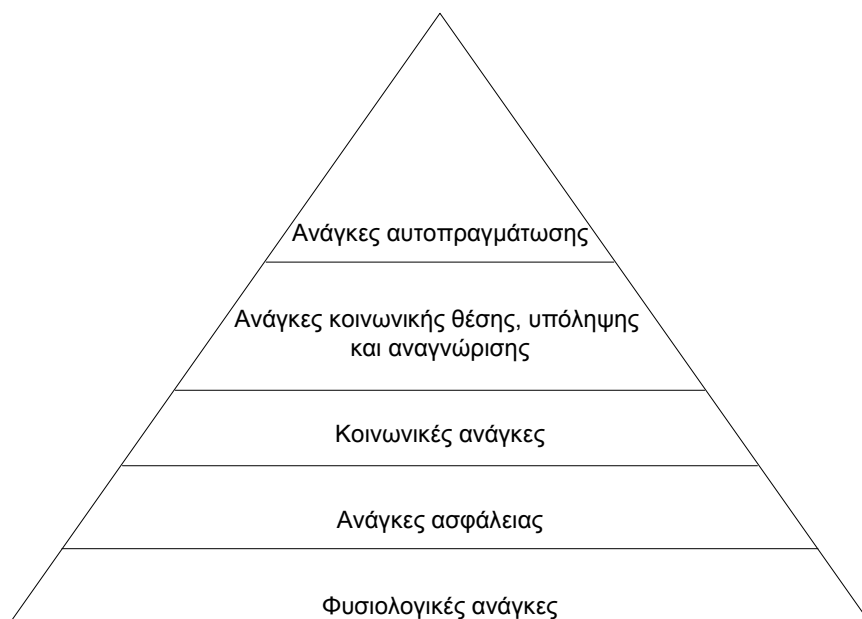 Ανάγκες αυτοπραγμάτωσης
Ανάγκες κοινωνικής θέσης, υπόληψης
και αναγνώρισης
Κοινωνικές ανάγκες
Ανάγκες ασφάλειας
Φυσιολογικές ανάγκες